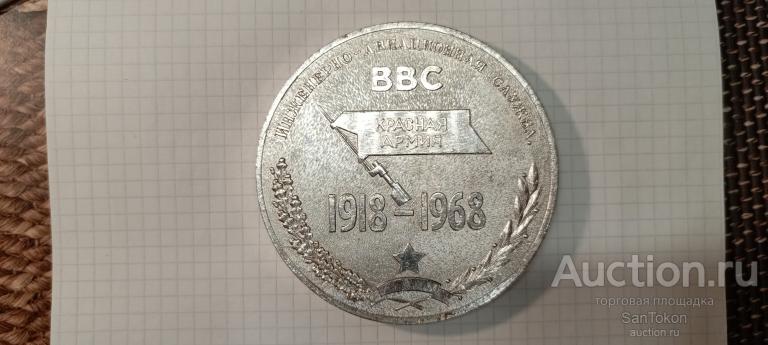 ИНЖЕНЕРНО АВИАЦИОННАЯ СЛУЖБА
ВВС
КРАСНАЯ
АРМИЯ
1918-1968
Auction.ru
торговая площадка
SanTokon
auction.ru